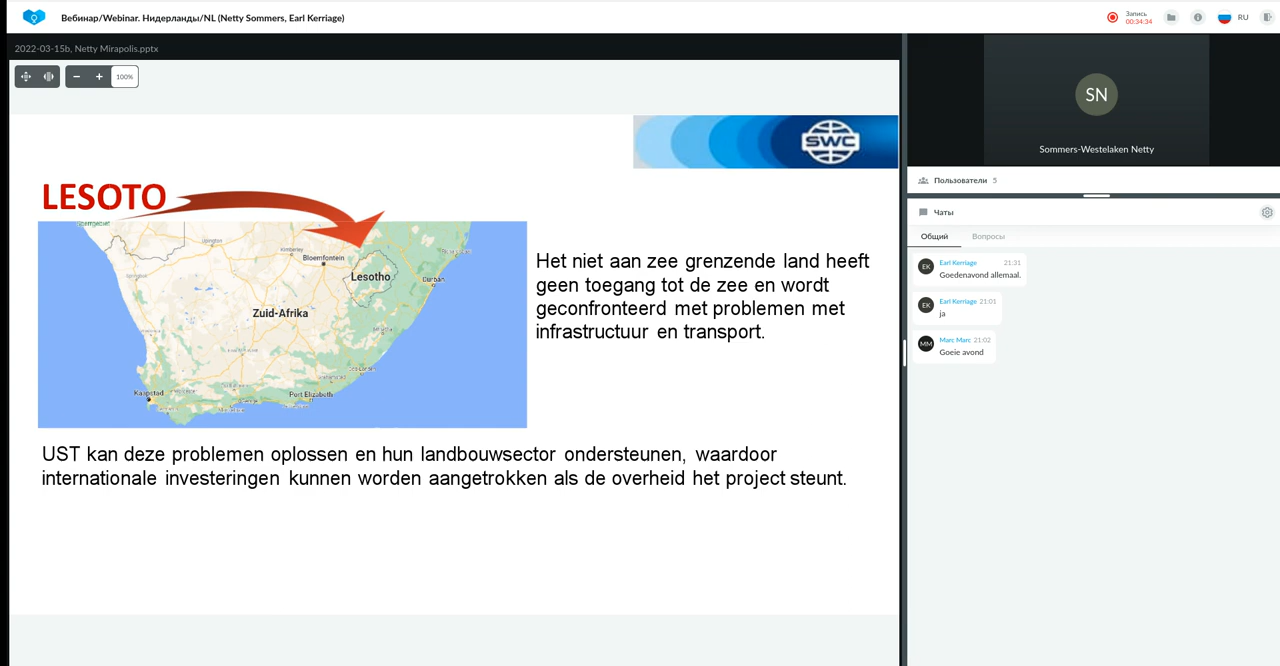 Вебинар/Webinar. Нидерланды/NL (Netty Sommers, Earl Kerriage)
Запись
00:34:34
RU
2022-03-15b, Netty Mirapolis.pptx
100%
SWC
LESOTO
Kimberley
Bloemfontein
Lesotho
Durban
Zuid-Afrika
Kaapstad
Port Elizabeth
Het niet aan zee grenzende land heeft
geen toegang tot de zee en wordt
geconfronteerd met problemen met
infrastructuur en transport.
UST kan deze problemen oplossen en hun landbouwsector ondersteunen, waardoor
internationale investeringen kunnen worden aangetrokken als de overheid het project steunt.
SN
Sommers-Westelaken Netty
Пользователи 5
Чаты
Общий Вопросы
EK Earl Kerriage 21:31
Goedenavond allemaal.
EK Earl Kerriage 21:01
ja
MM Marc Marc 21:02
Goeie avond